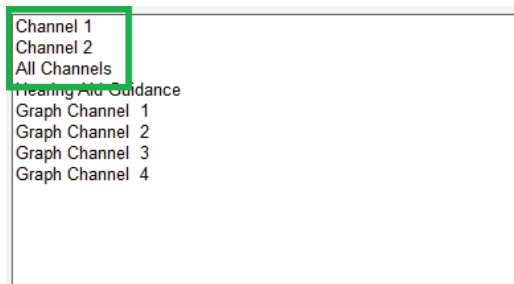 Channel 1
Channel 2
All Channels
Hearing Aid Guidance
Graph Channel  1
Graph Channel  2
Graph Channel  3
Graph Channel  4